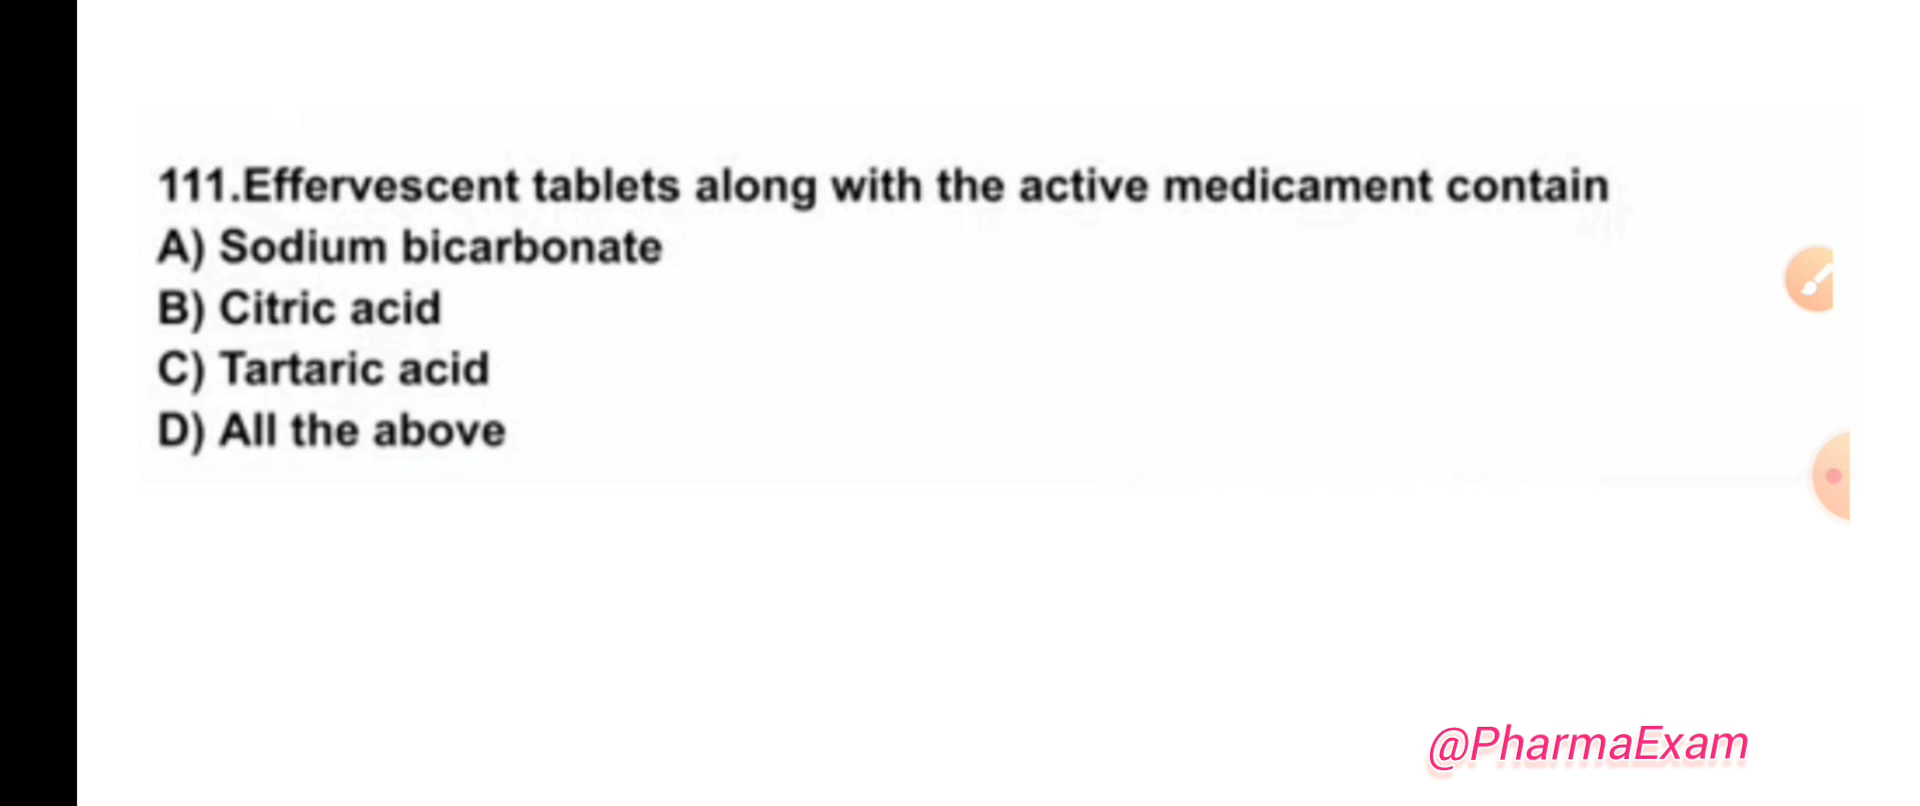 111.Effervescent tablets along with the active medicament contain
A) Sodium bicarbonate
B) Citric acid
C) Tartaric acid
D) All the above
@PharmaExam